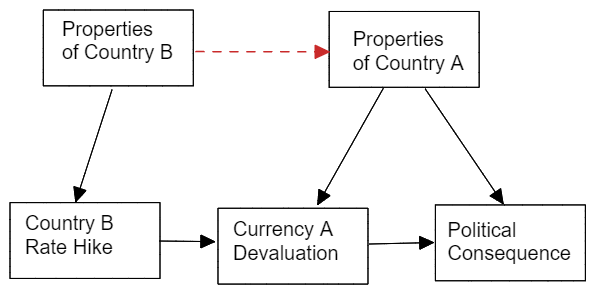 Properties
of Country B
Properties
of Country A
Country B
Rate Hike
Currency A
Devaluation
Political
Consequence